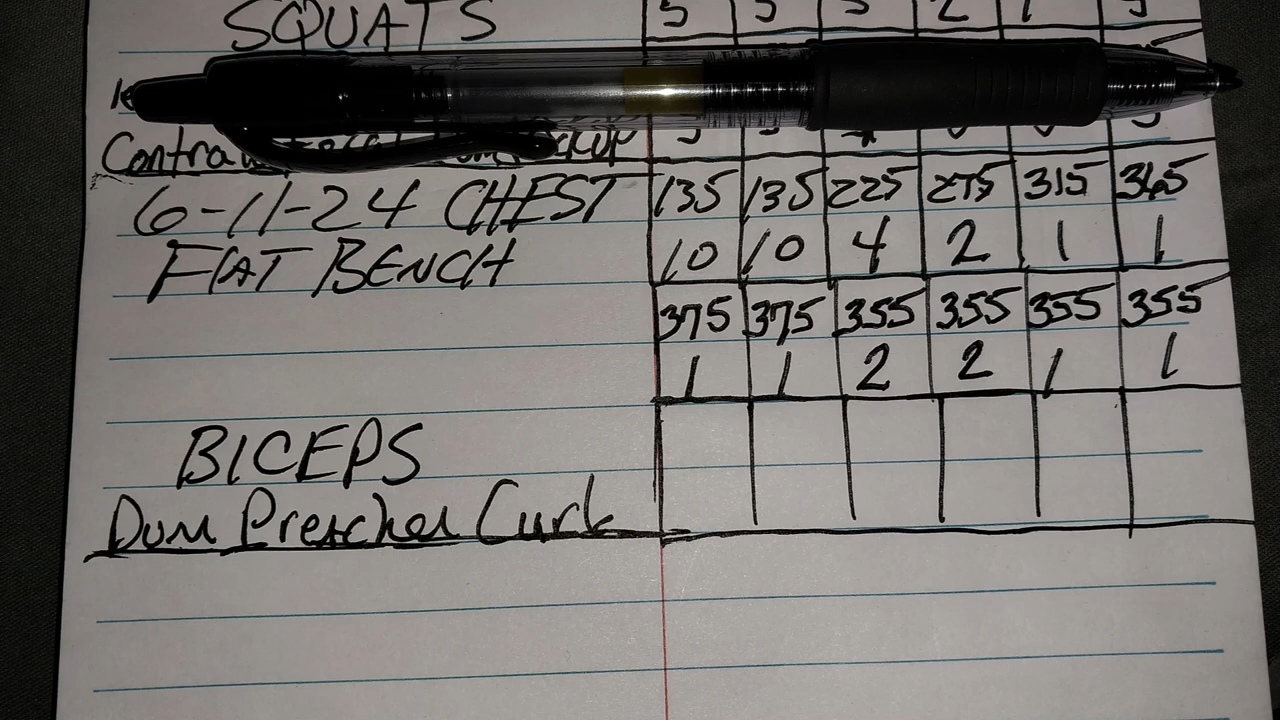 SQUATS 5 5 5 2 1 5
6-11-24 CHEST 135 135 225 275 315 345
FlAT BENCH 10 10 4 2 1 1
375 375 355 355 355 355
1 1 2 2 1 1
BICEPS
Dum Preacher Curls